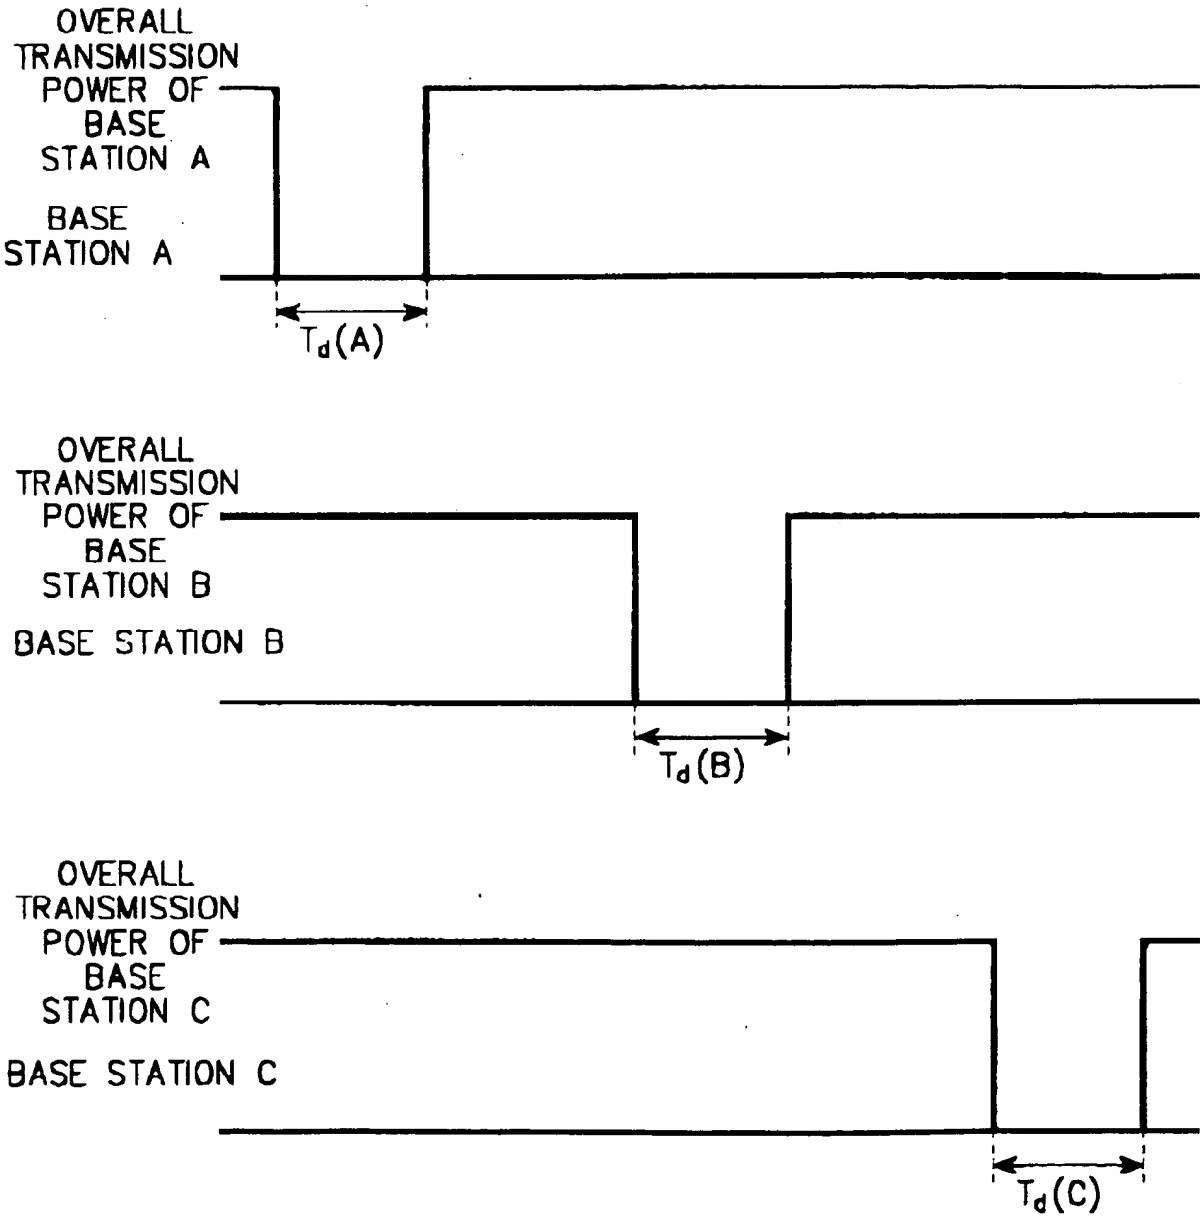 OVERALL
TRANSMISSION
POWER OF
BASE
STATION A
BASE
STATION A
Td(A)
OVERALL
TRANSMISSION
POWER OF
BASE
STATION B
BASE STATION B
Td(B)
OVERALL
TRANSMISSION
POWER OF
BASE
STATION C
BASE STATION C
Td(C)